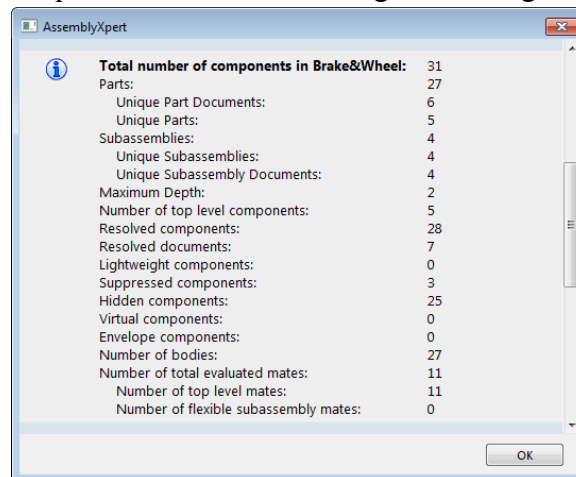 AssemblyXpert
Total number of components in Brake&Wheel: 31
Parts: 27
Unique Part Documents: 6
Unique Parts: 5
Subassemblies: 4
Unique Subassemblies: 4
Unique Subassembly Documents: 4
Maximum Depth: 2
Number of top level components: 5
Resolved components: 28
Resolved documents: 7
Lightweight components: 0
Suppressed components: 3
Hidden components: 25
Virtual components: 0
Envelope components: 0
Number of bodies: 27
Number of total evaluated mates: 11
Number of top level mates: 11
Number of flexible subassembly mates: 0
OK